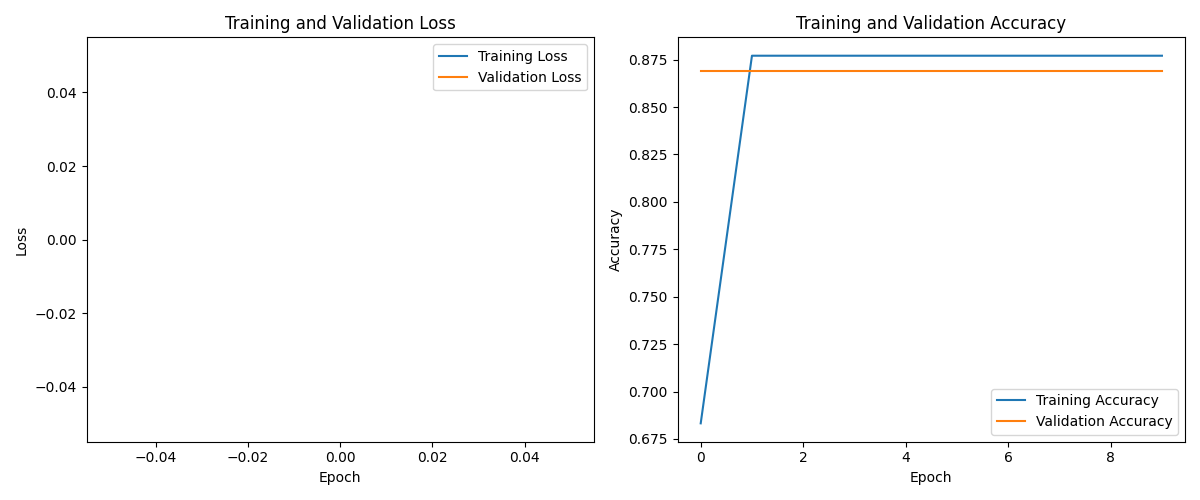 Training and Validation Loss
Training Loss
Validation Loss
0.04
0.02
0.00
−0.02
−0.04
Loss
−0.04
−0.02
0.00
0.02
0.04
Epoch
Training and Validation Accuracy
0.875
0.850
0.825
0.800
0.775
0.750
0.725
0.700
0.675
Accuracy
Training Accuracy
Validation Accuracy
0
2
4
6
8
Epoch